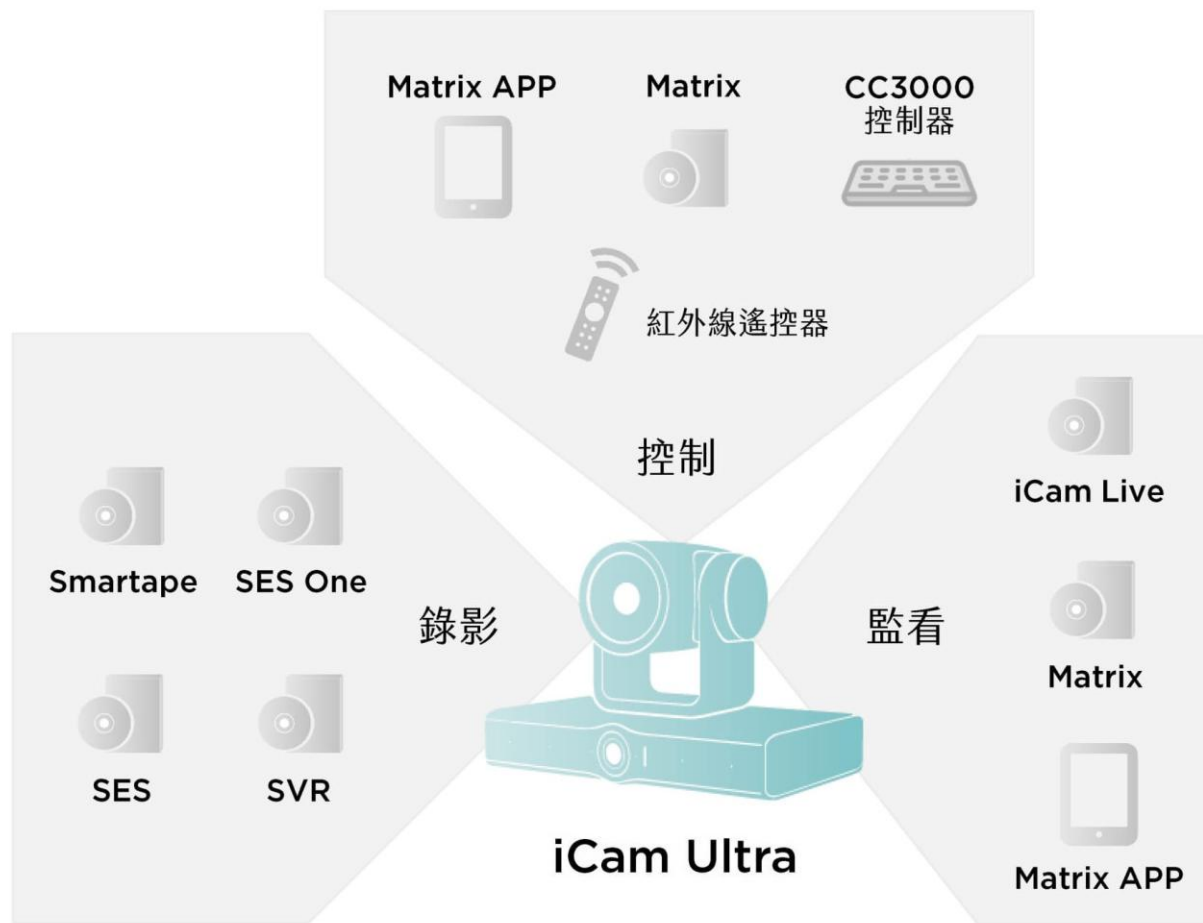 Matrix APP
Matrix
CC3000
控制器
紅外線遙控器
控制
Smartape
SES One
SES
SVR
錄影
監看
iCam Live
Matrix
Matrix APP
iCam Ultra